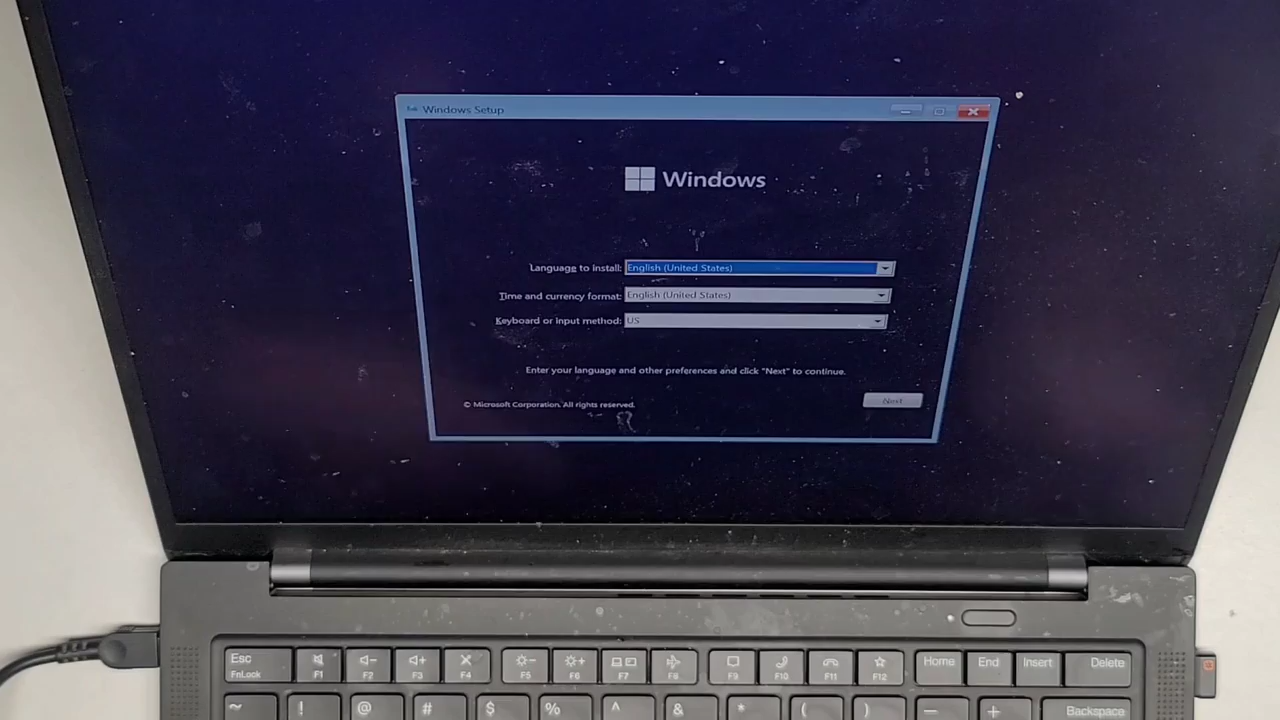 Windows Setup
Windows
Language to install: English (United States)
Time and currency format: English (United States)
Keyboard or input method: US
Enter your language and other preferences and click "Next" to continue.
© Microsoft Corporation. All rights reserved.
Next
Esc
FnLock
F1
F2
F3
F4
F5
F6
F7
F8
F9
F10
F11
F12
Home
End
Insert
Delete
~
!
@
#
$
%
^
&
*
(
)
—
+
Backspace